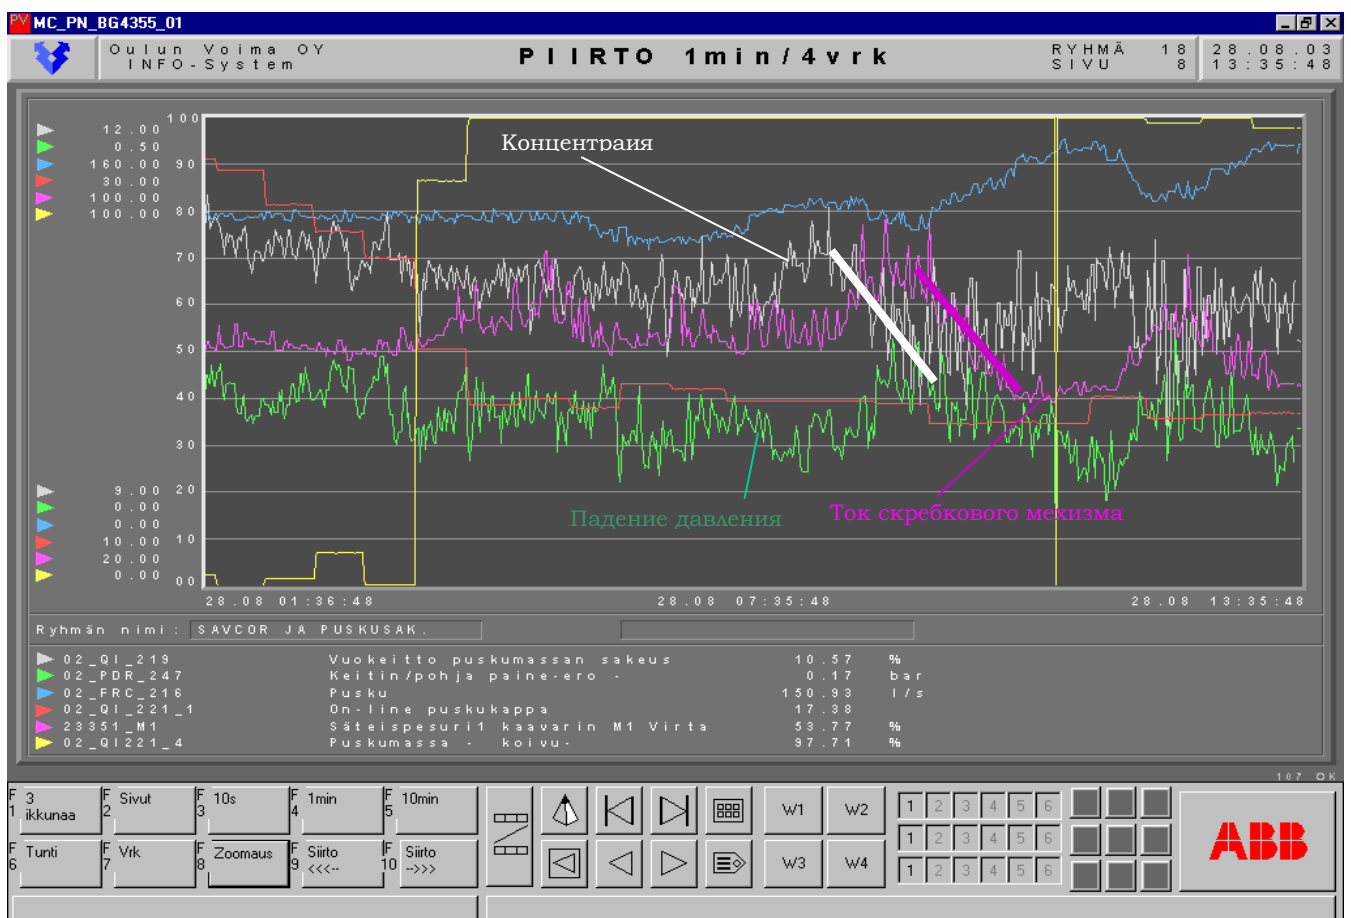 MC_PN_BG4355_01
Oulun Voima OY
INFO-System
PIIRTO 1min/4vrk
RYHMÄ 18
SIVU 8
28.08.03
13:35:48
12.00
0.50
160.00
30.00
100.00
100.00
100
90
80
70
60
50
40
30
20
10
00
9.00
0.00
0.00
10.00
20.00
0.00
Концентраия
Падение давления
Ток скребкового мехизма
28.08 01:36:48
28.08 07:35:48
28.08 13:35:48
Ryhmän nimi: SAVCOR JA PUSKUSAK.
02_QI_219 Vuokeitto puskumassan sakeus 10.57 %
02_PDR_247 Keitin/pohja paine-ero - 0.17 bar
02_FRC_216 Pusku 150.93 l/s
02_QI_221_1 On-line puskukappa 17.38
23351_M1 Säteispesuri1 kaavarin M1 Virta 53.77 %
02_QI221_4 Puskumassa - koivu- 97.71 %
107 OK
F1 3 ikkunaa
F2 Sivut
F3 10s
F4 1min
F5 10min
W1 W2
1 2 3 4 5 6
1 2 3 4 5 6
F6 Tunti
F7 Vrk
F8 Zoomaus
F9 Siirto <<<--
F10 Siirto -->>>
W3 W4
1 2 3 4 5 6
ABB